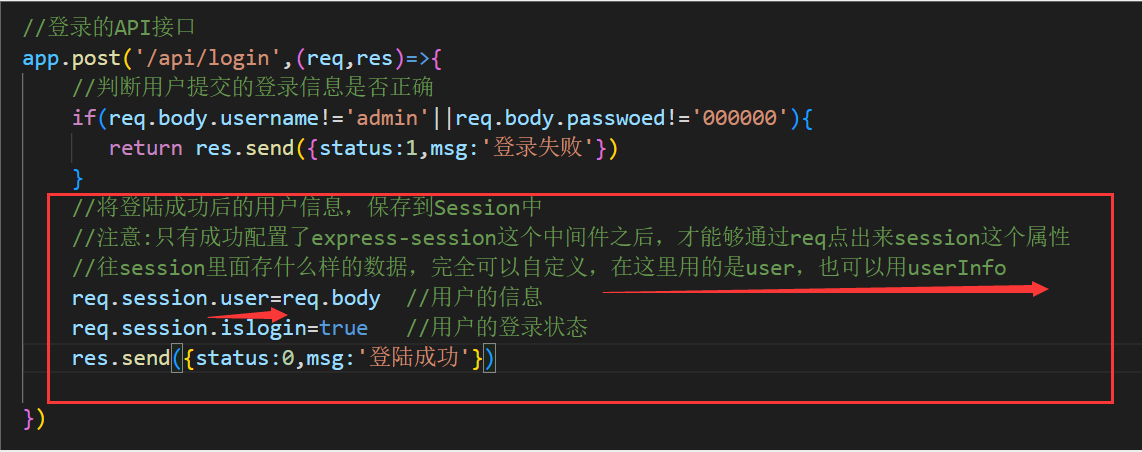 //登录的API接口
app.post('/api/login',(req,res)=>{
//判断用户提交的登录信息是否正确
if(req.body.username!='admin'||req.body.passwoed!='000000'){
return res.send({status:1,msg:'登录失败'})
}
//将登陆成功后的用户信息，保存到Session中
//注意:只有成功配置了express-session这个中间件之后，才能够通过req点出来session这个属性
//往session里面存什么样的数据，完全可以自定义，在这里用的是user，也可以用userInfo
req.session.user=req.body  //用户的信息
req.session.islogin=true   //用户的登录状态
res.send({status:0,msg:'登陆成功'})
})